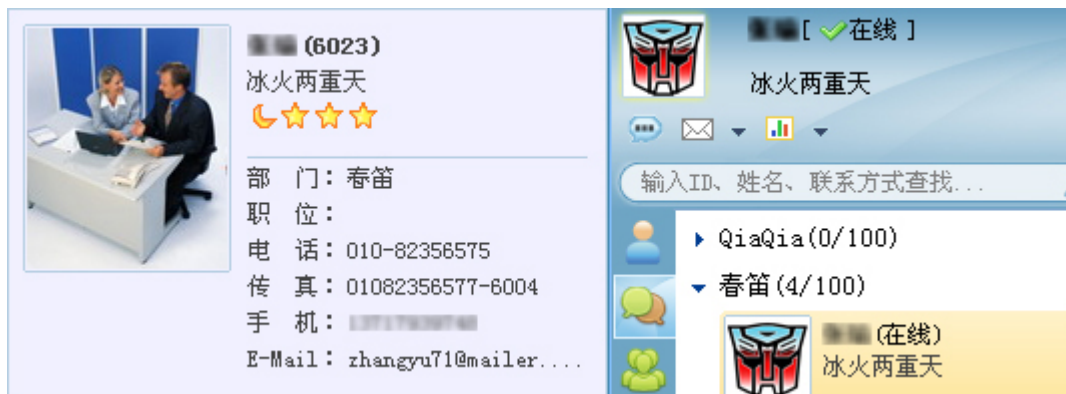 (6023)
冰火两重天
部 门：春笛
职 位：
电 话：010-82356575
传 真：01082356577-6004
手 机：
E-Mail：zhangyu71@mailer....
[ 在线 ]
冰火两重天
输入ID、姓名、联系方式查找...
QiaQia(0/100)
春笛(4/100)
(在线)
冰火两重天